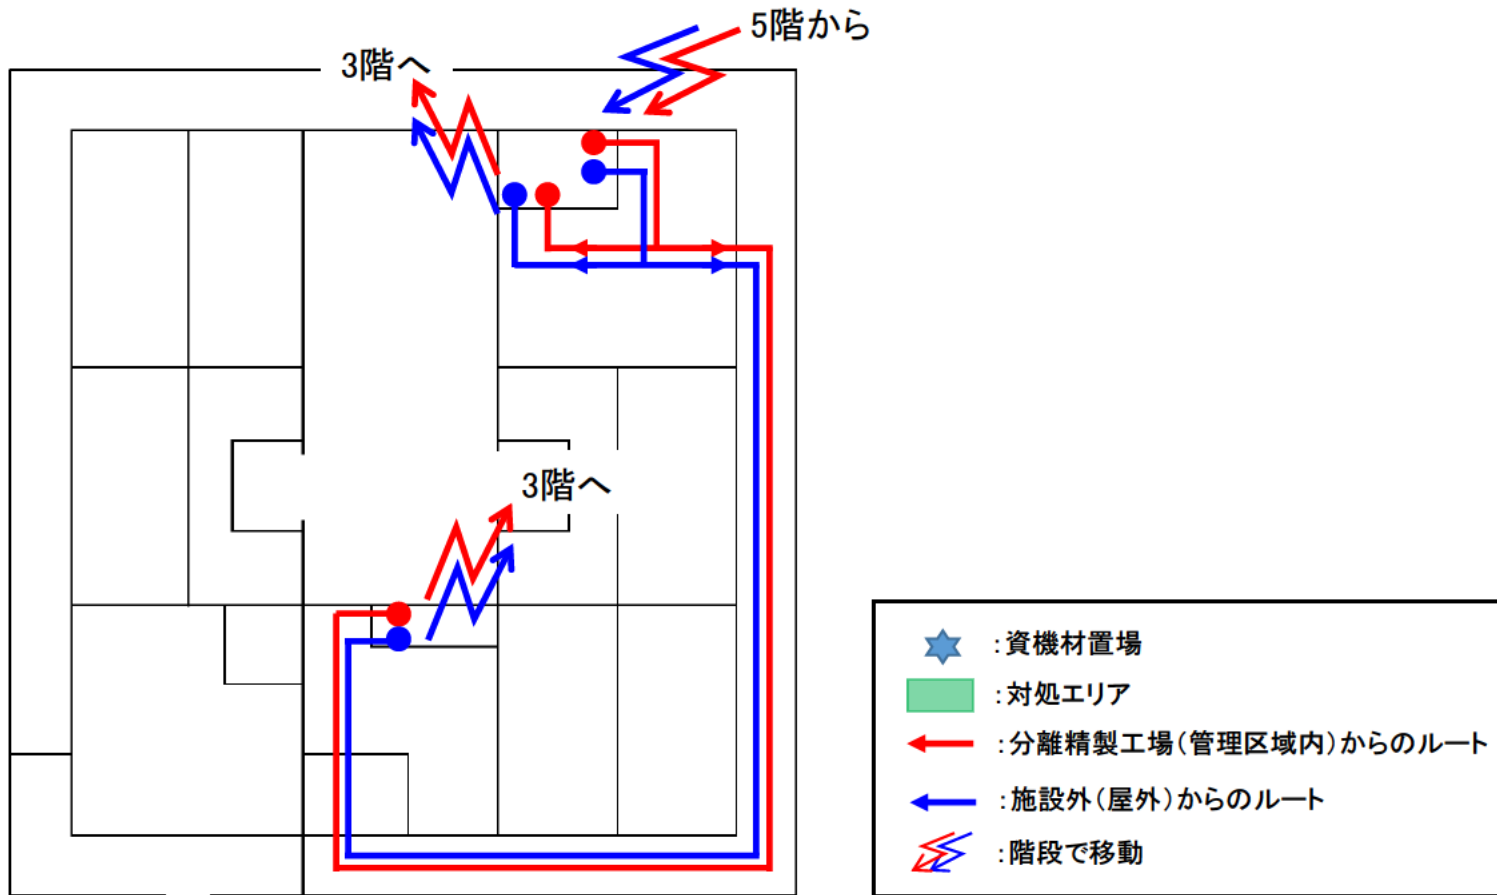 5階から
3階へ
3階へ
：資機材置場
：対処エリア
：分離精製工場（管理区域内）からのルート
：施設外（屋外）からのルート
：階段で移動